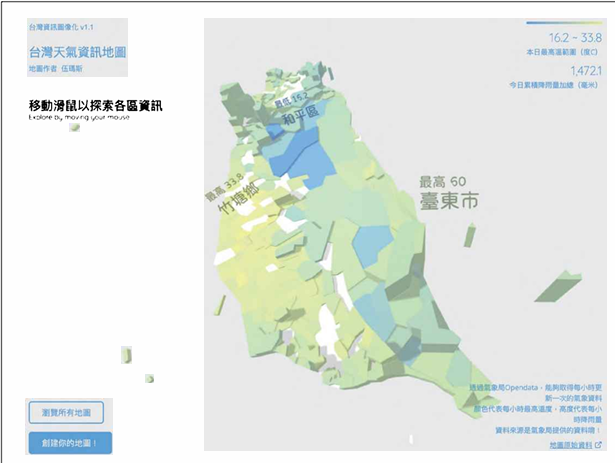 台灣資訊圖像化 v1.1
台灣天氣資訊地圖
地圖作者 伍瑪斯
移動滑鼠以探索各區資訊
Explore by moving your mouse
16.2 ~ 33.8
本日最高溫範圍（度C）
1,472.1
今日累積降雨量加總（毫米）
最低 16.2
和平區
最高 33.8
竹塘鄉
最高 60
臺東市
透過氣象局Opendata，能夠取得每小時更
新一次的氣象資料
顏色代表每小時最高溫度，高度代表每小
時降雨量
資料來源是氣象局提供的資料唷！
地圖原始資料
瀏覽所有地圖
創建你的地圖！